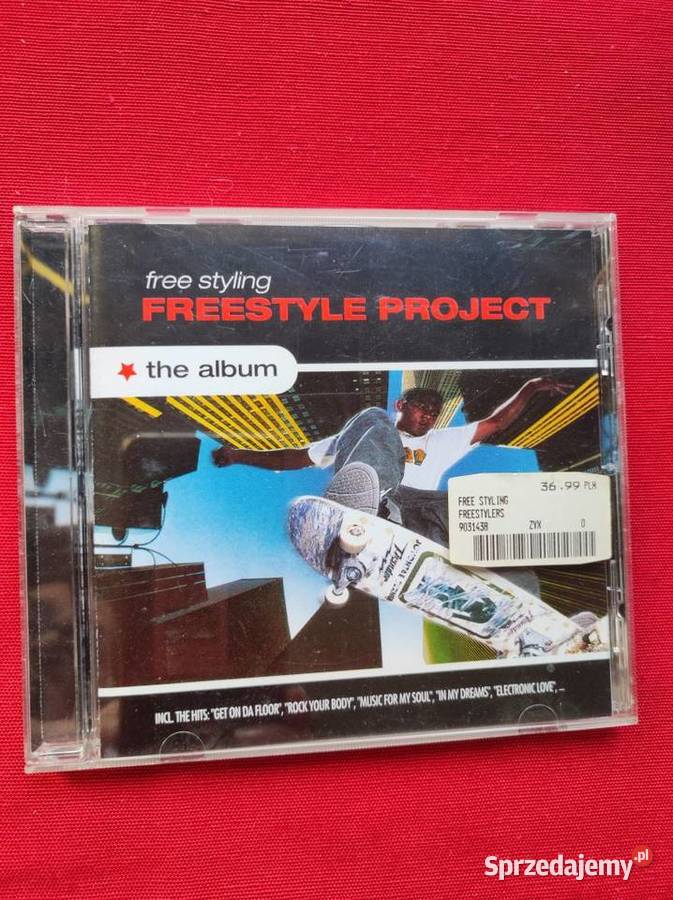 free styling
FREESTYLE PROJECT
the album
36.99 PLN
FREE STYLING
FREESTYLERS
9031438 ZYX 0
INCL. THE HITS: "GET ON DA FLOOR", "ROCK YOUR BODY", "MUSIC FOR MY SOUL", "IN MY DREAMS", "ELECTRONIC LOVE", ...
Sprzedajemy.pl